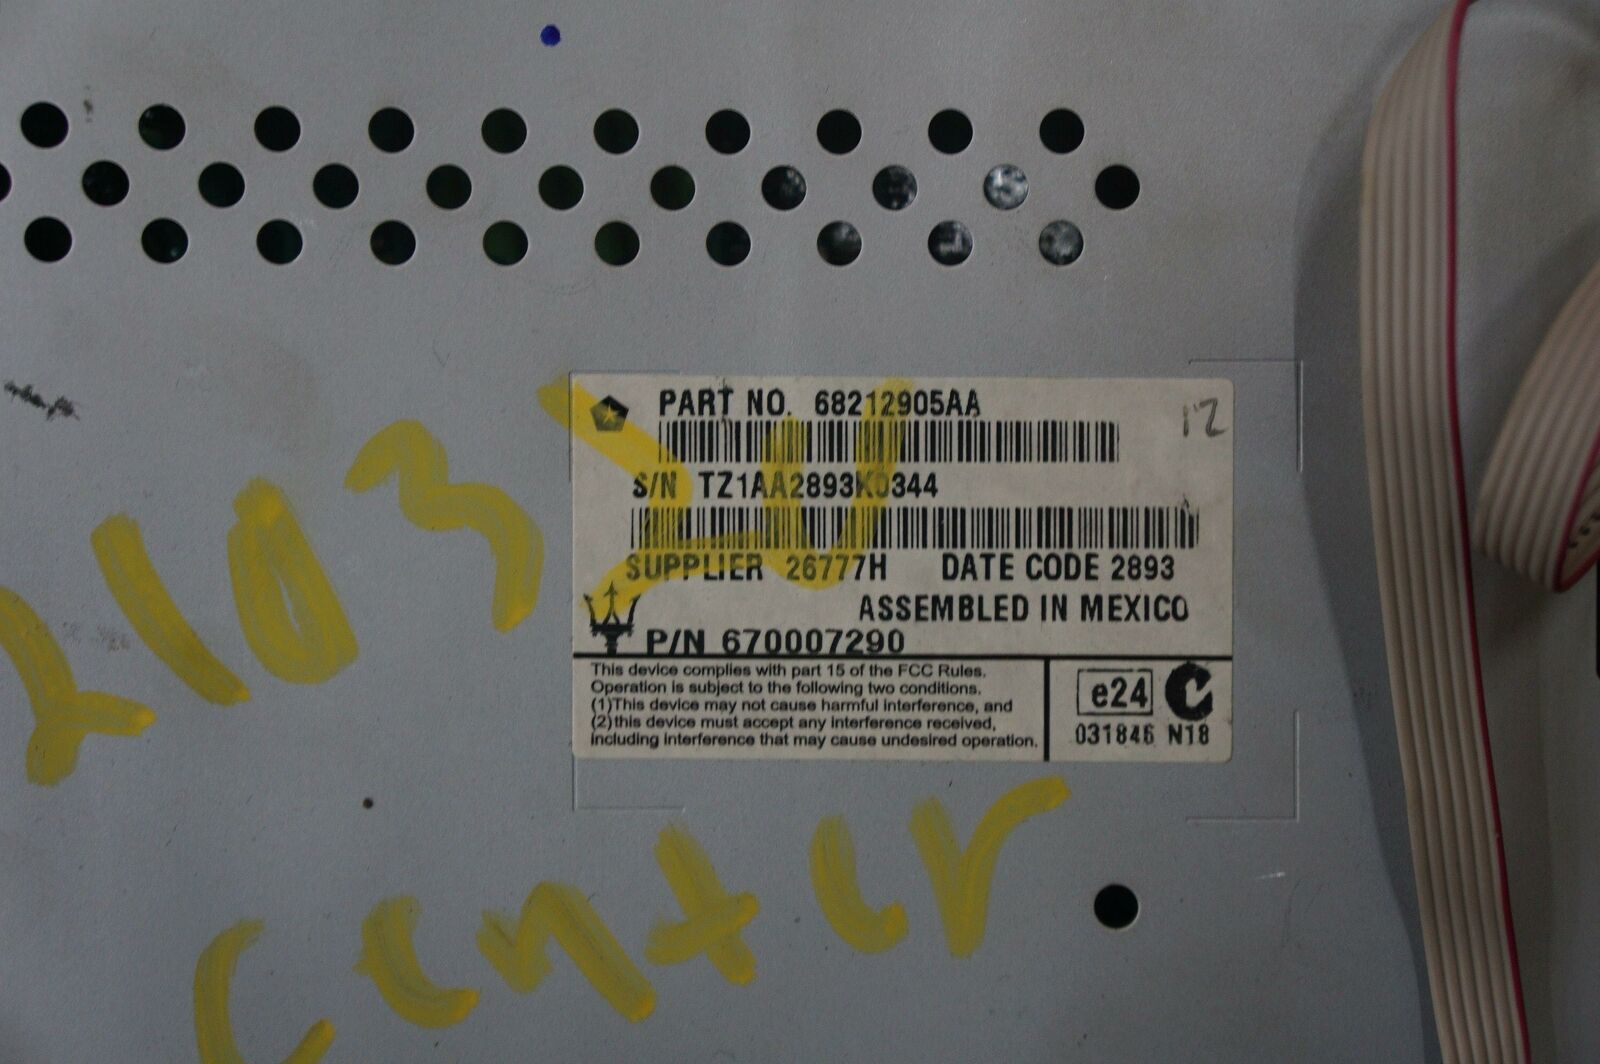 PART NO. 68212905AA
12
S/N TZ1AA2893K0344
SUPPLIER 26777H DATE CODE 2893
ASSEMBLED IN MEXICO
P/N 670007290
This device complies with part 15 of the FCC Rules.
Operation is subject to the following two conditions.
(1)This device may not cause harmful interference, and
(2)this device must accept any interference received,
including interference that may cause undesired operation.
e24
031846 N18
center